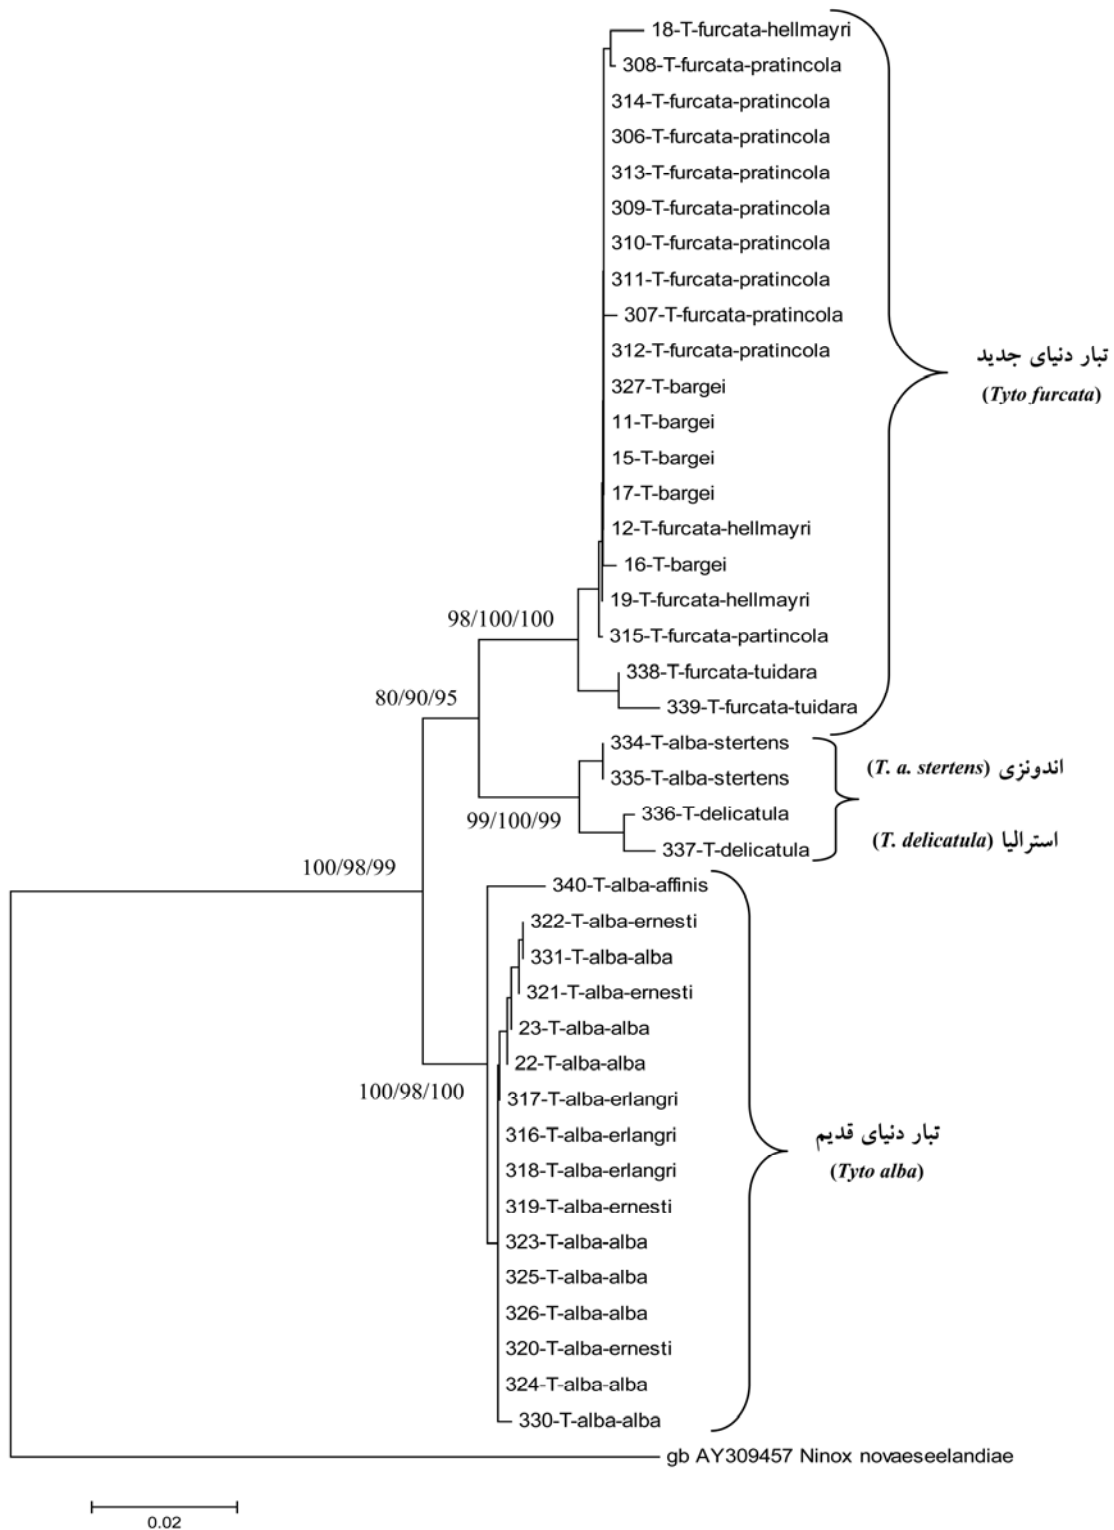 18-T-furcata-hellmayri
308-T-furcata-pratincola
314-T-furcata-pratincola
306-T-furcata-pratincola
313-T-furcata-pratincola
309-T-furcata-pratincola
310-T-furcata-pratincola
311-T-furcata-pratincola
307-T-furcata-pratincola
312-T-furcata-pratincola
تبار دنیای جدید
(Tyto furcata)
327-T-bargei
11-T-bargei
15-T-bargei
17-T-bargei
12-T-furcata-hellmayri
16-T-bargei
19-T-furcata-hellmayri
98/100/100
315-T-furcata-partincola
338-T-furcata-tuidara
80/90/95
339-T-furcata-tuidara
334-T-alba-stertens
اندونزی (T. a. stertens)
335-T-alba-stertens
336-T-delicatula
99/100/99
استرالیا (T. delicatula)
337-T-delicatula
100/98/99
340-T-alba-affinis
322-T-alba-ernesti
331-T-alba-alba
321-T-alba-ernesti
23-T-alba-alba
22-T-alba-alba
100/98/100
317-T-alba-erlangri
316-T-alba-erlangri
تبار دنیای قدیم
(Tyto alba)
318-T-alba-erlangri
319-T-alba-ernesti
323-T-alba-alba
325-T-alba-alba
326-T-alba-alba
320-T-alba-ernesti
324-T-alba-alba
330-T-alba-alba
gb AY309457 Ninox novaeseelandiae
0.02